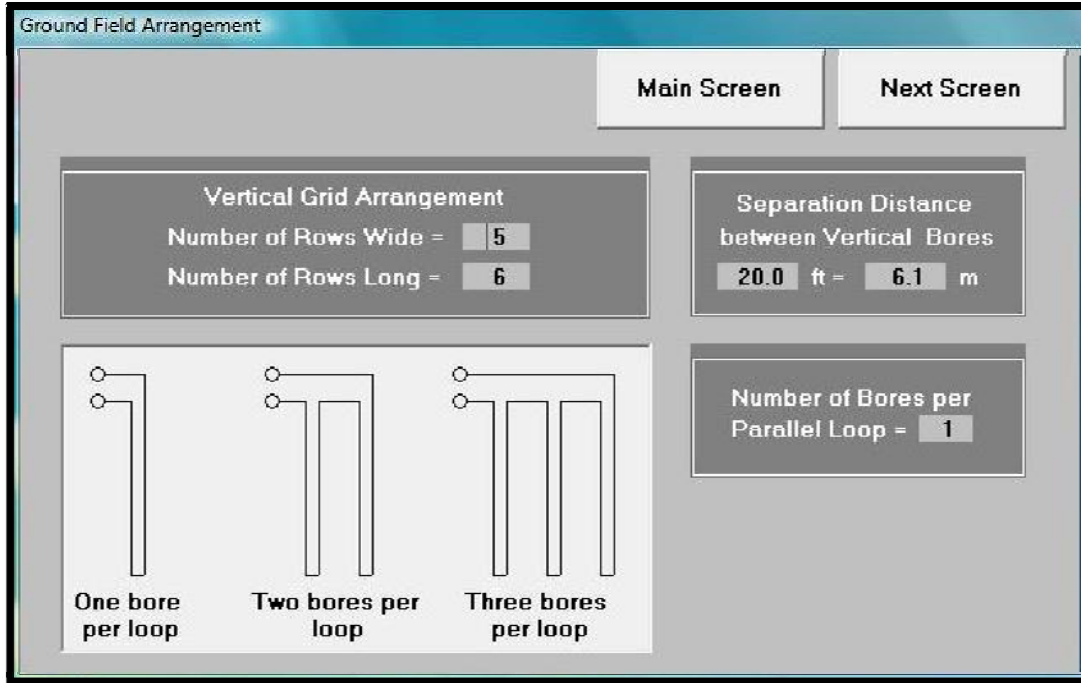 Ground Field Arrangement
Main Screen
Next Screen
Vertical Grid Arrangement
Number of Rows Wide = 5
Number of Rows Long = 6
Separation Distance
between Vertical Bores
20.0 ft = 6.1 m
Number of Bores per
Parallel Loop = 1
One bore
per loop
Two bores per
loop
Three bores
per loop